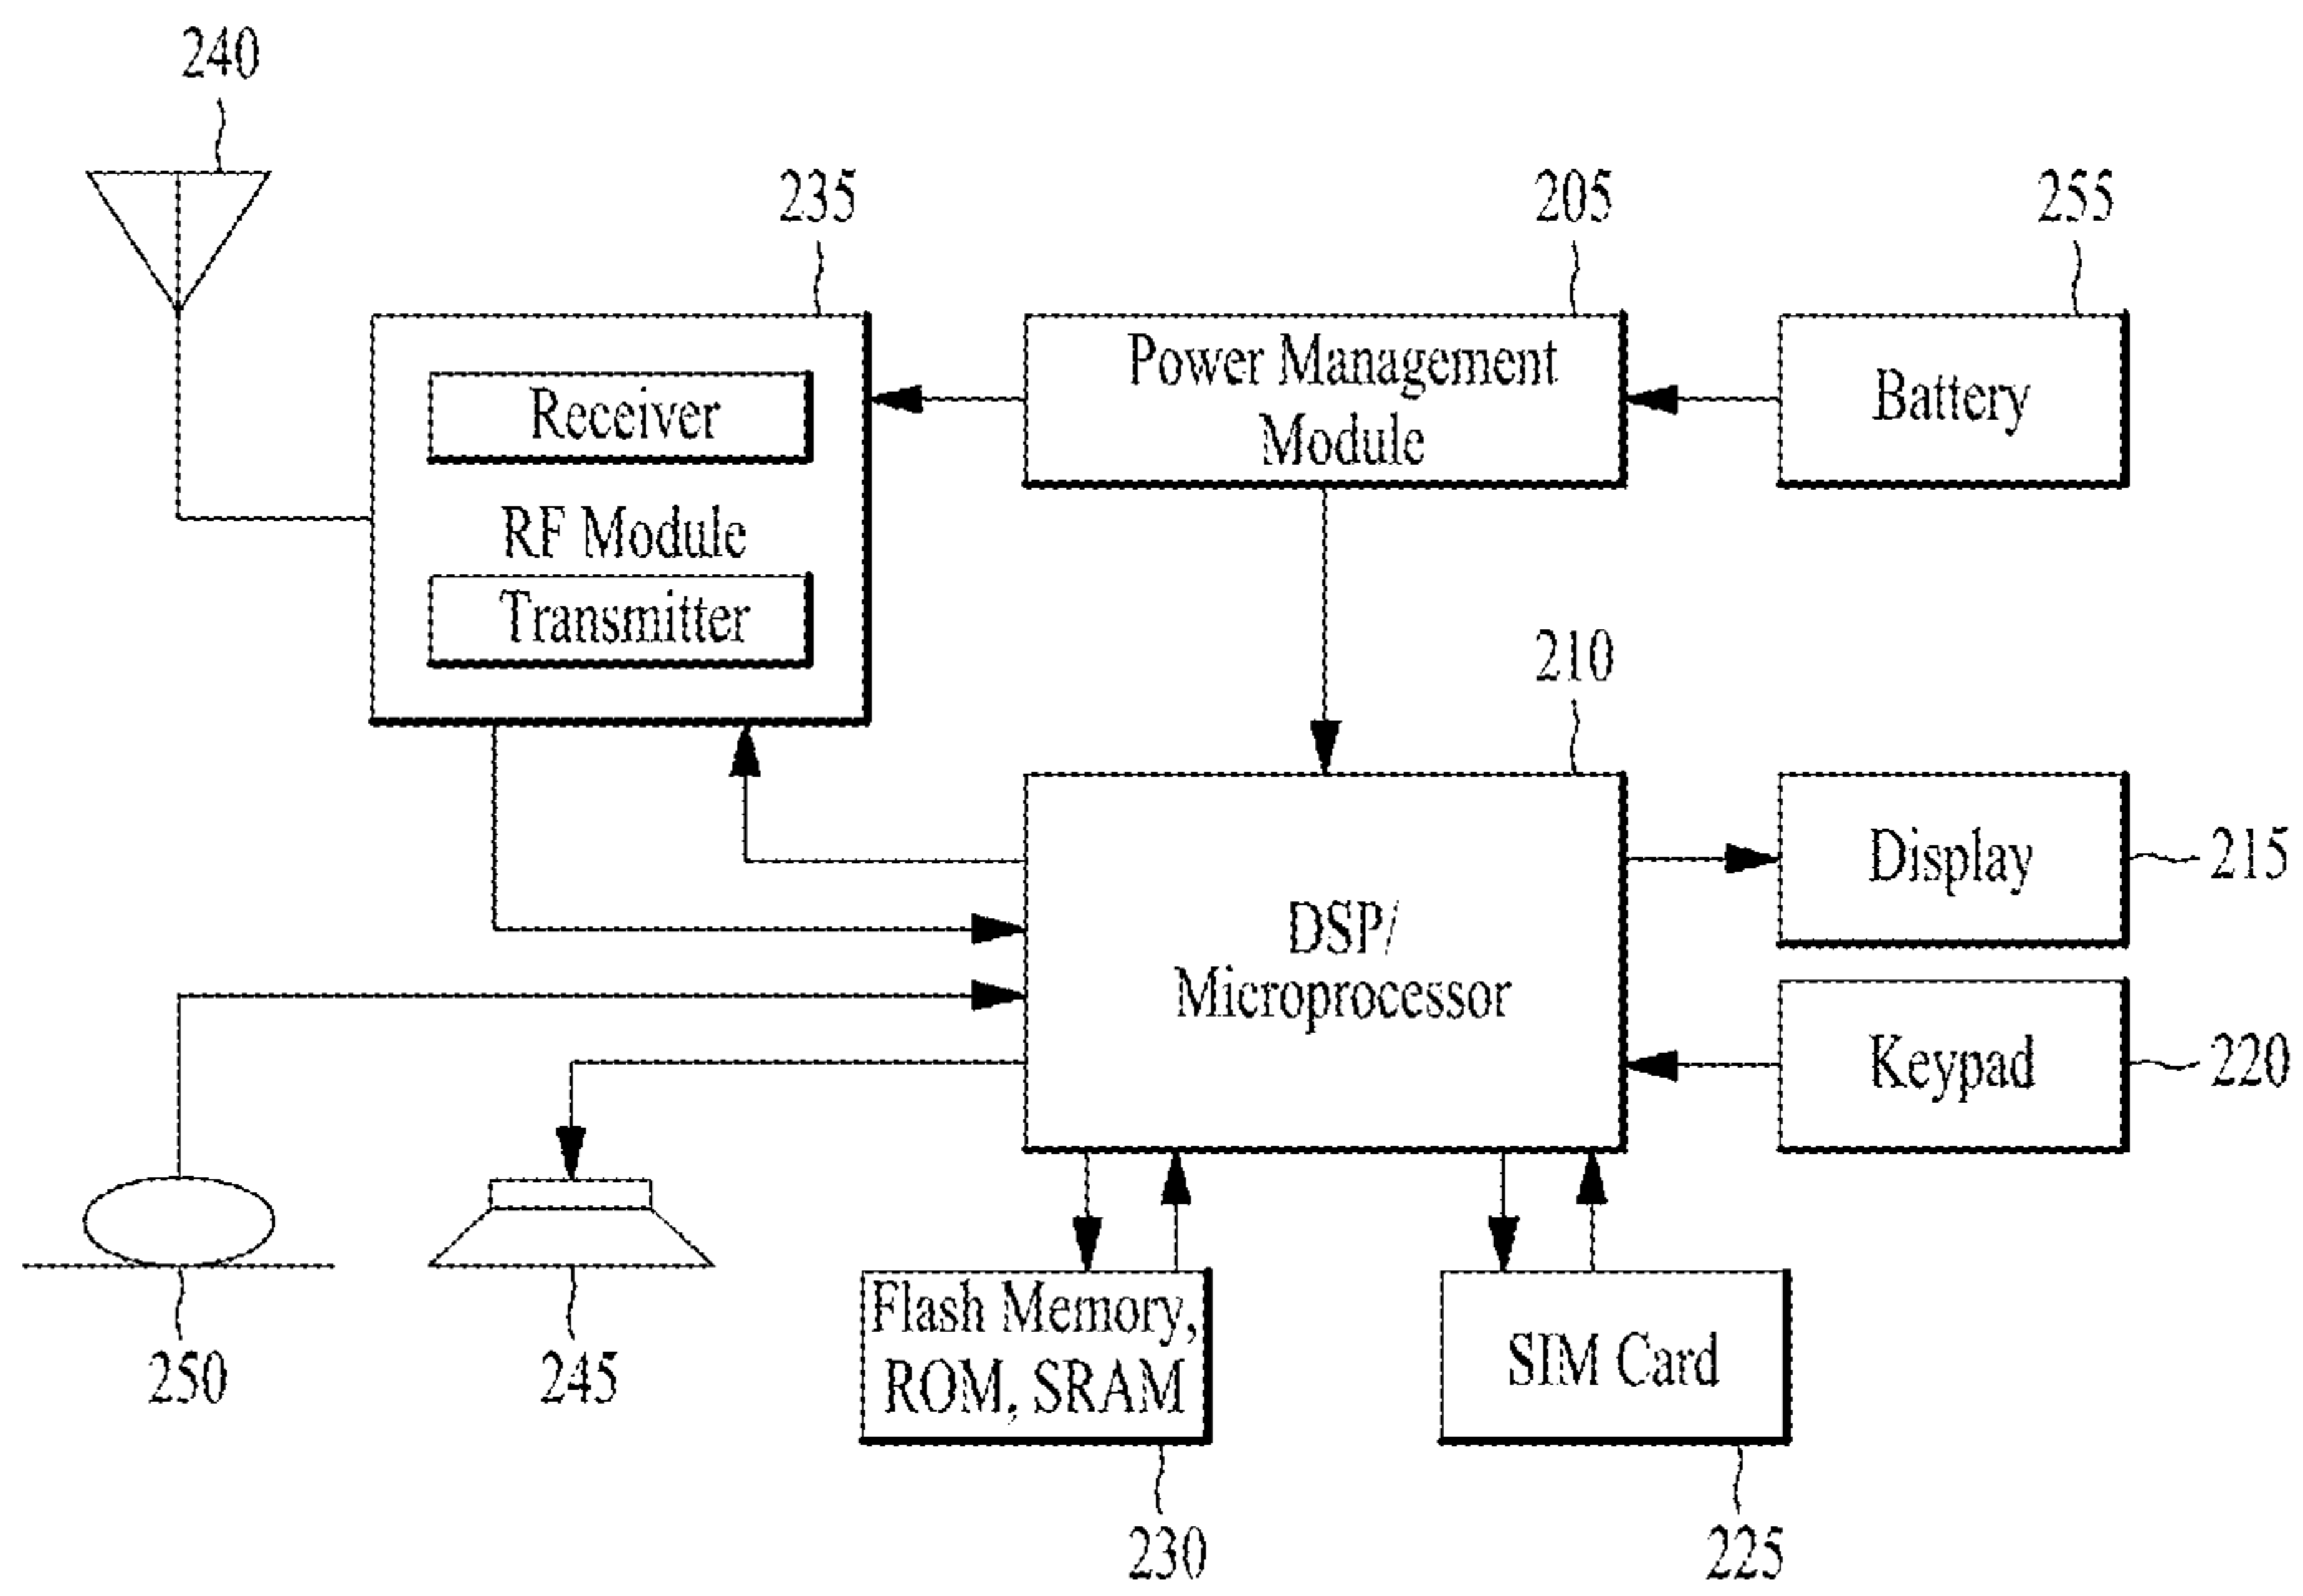 240
235
205
255
Receiver
RF Module
Transmitter
Power Management
Module
Battery
210
DSP/
Microprocessor
Display
215
Keypad
220
250
245
Flash Memory,
ROM, SRAM
SIM Card
230
225